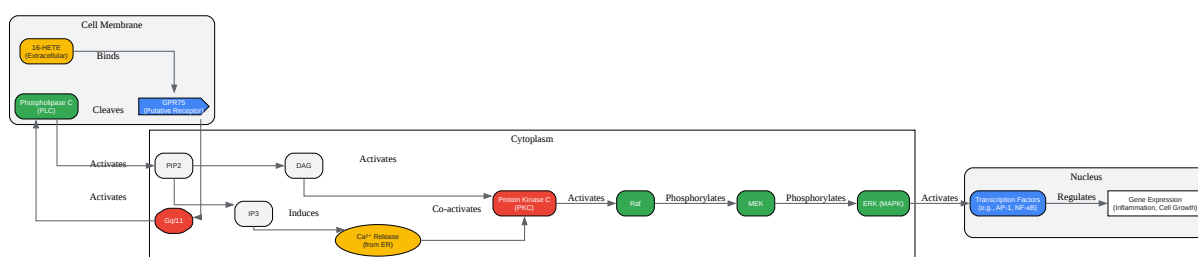 Cell Membrane
16-HETE
(Extracellular)
Binds
Phospholipase C
(PLC)
Cleaves
GPR75
(Putative Receptor)
Cytoplasm
Activates
PIP2
DAG
Activates
Activates
Gq/11
IP3
Induces
Ca²⁺ Release
(from ER)
Co-activates
Protein Kinase C
(PKC)
Activates
Raf
Phosphorylates
MEK
Phosphorylates
ERK (MAPK)
Activates
Nucleus
Transcription Factors
(e.g., AP-1, NF-κB)
Regulates
Gene Expression
(Inflammation, Cell Growth)